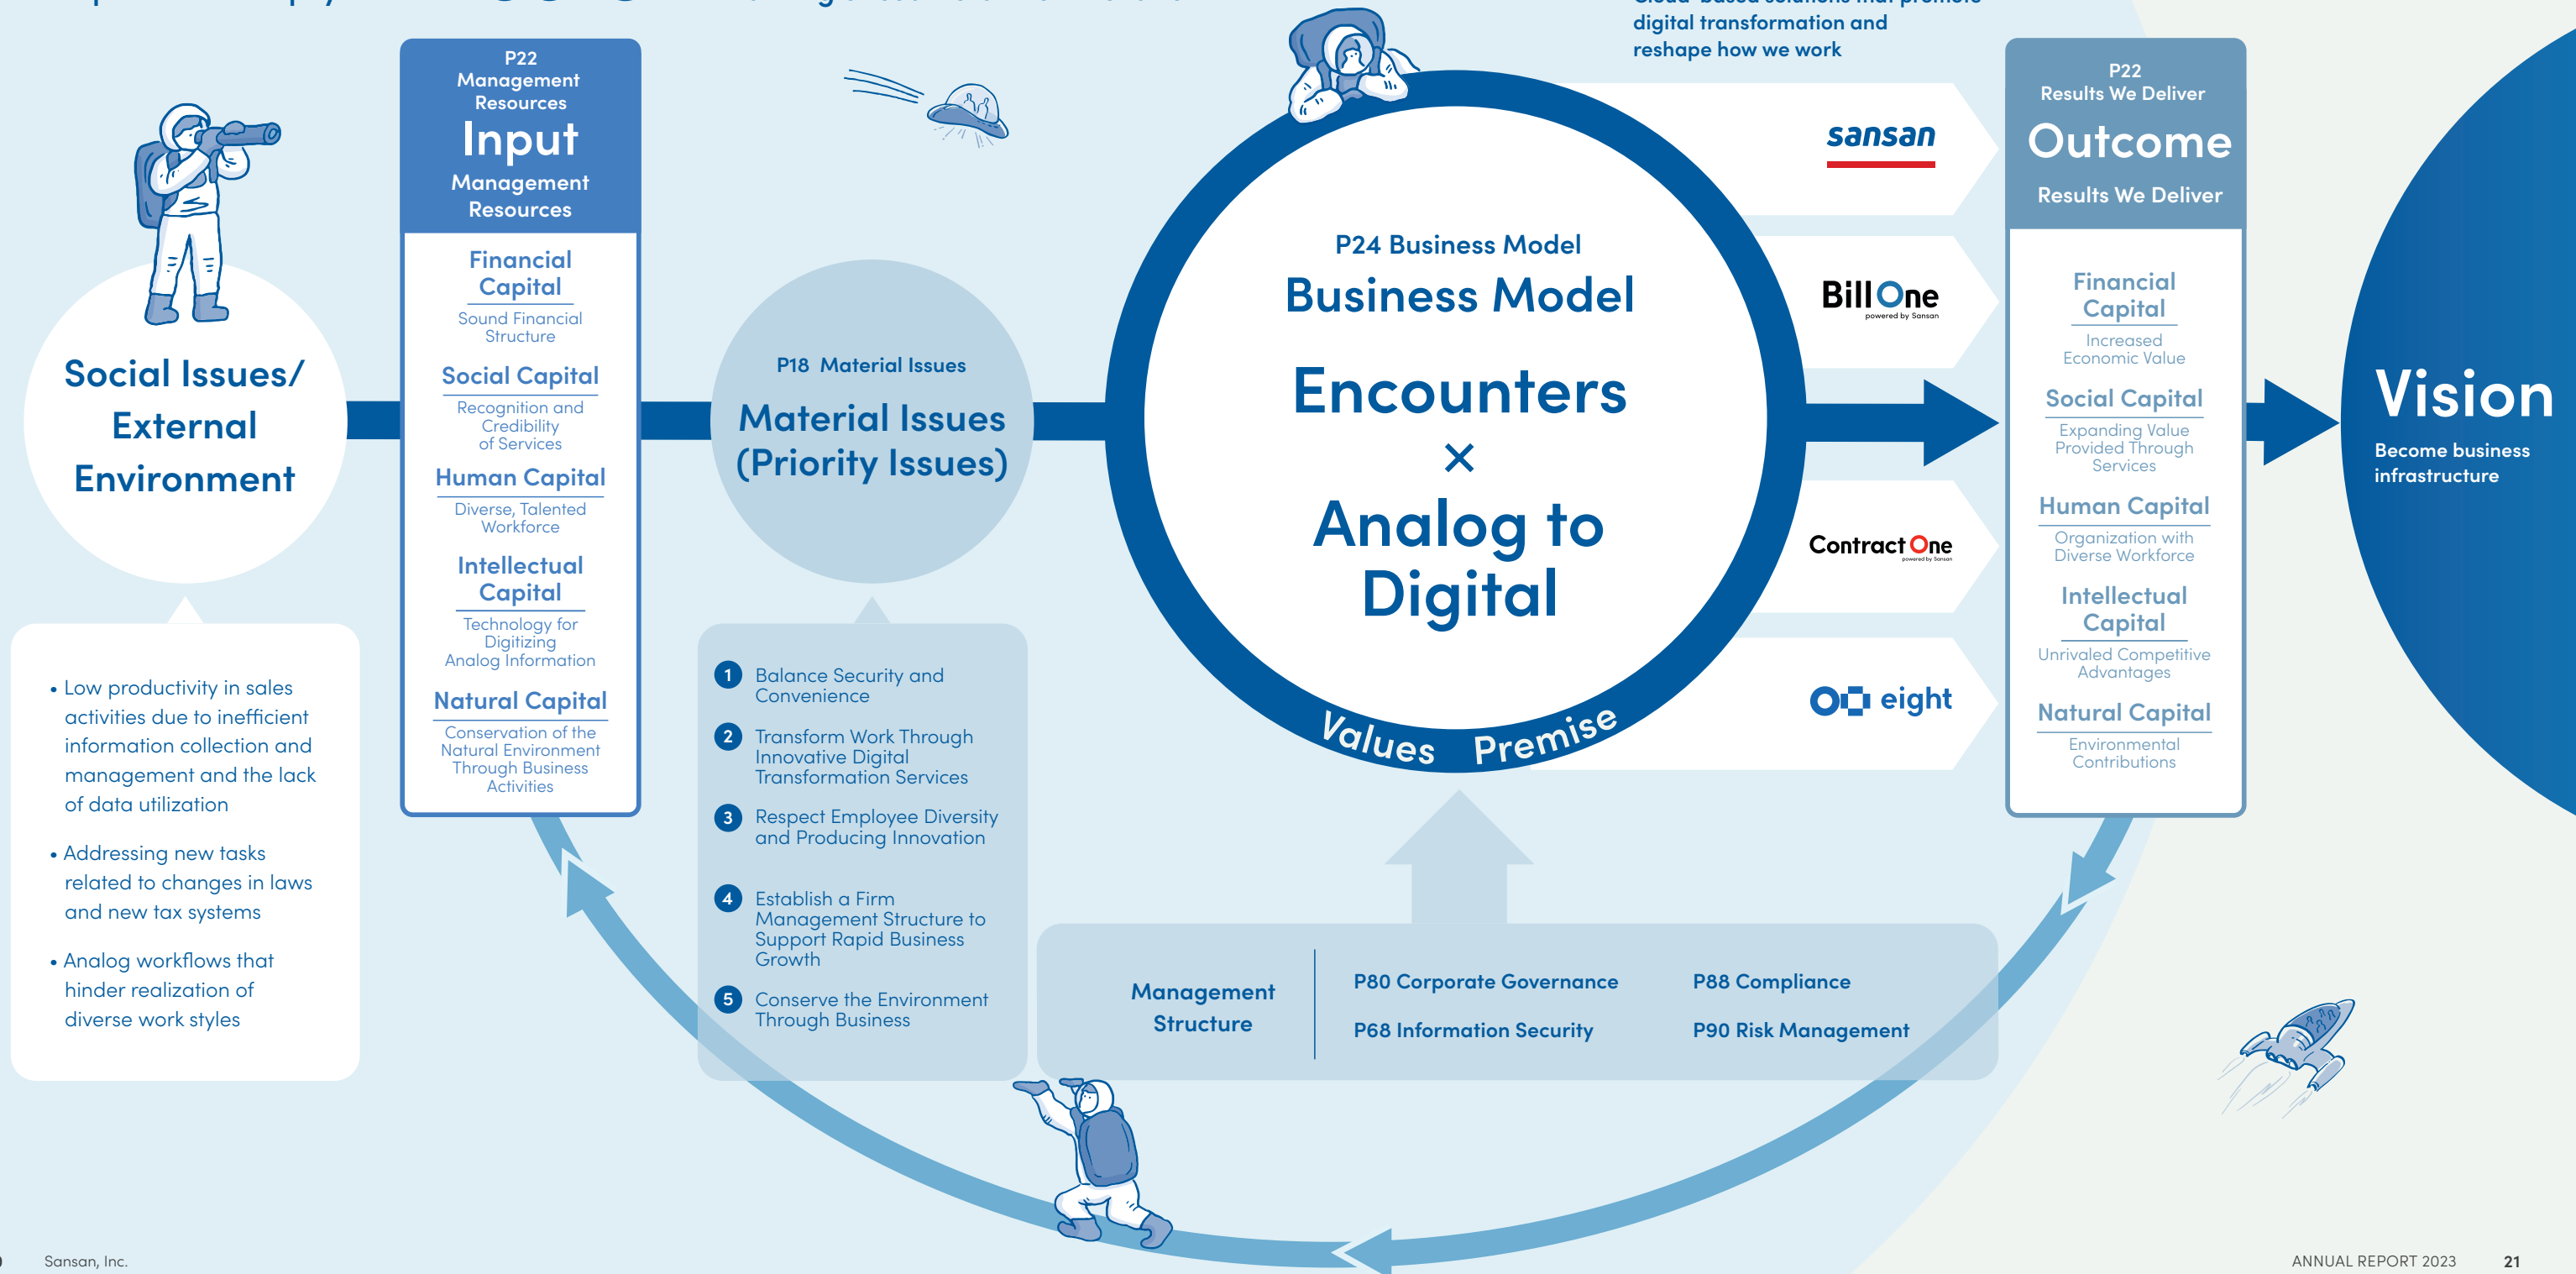 digital transformation and
reshape how we work
Social Issues/
External
Environment
• Low productivity in sales
activities due to inefficient
information collection and
management and the lack
of data utilization
• Addressing new tasks
related to changes in laws
and new tax systems
• Analog workflows that
hinder realization of
diverse work styles
P22
Management
Resources
Input
Management
Resources
Financial
Capital
Sound Financial
Structure
Social Capital
Recognition and
Credibility
of Services
Human Capital
Diverse, Talented
Workforce
Intellectual
Capital
Technology for
Digitizing
Analog Information
Natural Capital
Conservation of the
Natural Environment
Through Business
Activities
P18 Material Issues
Material Issues
(Priority Issues)
1 Balance Security and
Convenience
2 Transform Work Through
Innovative Digital
Transformation Services
3 Respect Employee Diversity
and Producing Innovation
4 Establish a Firm
Management Structure to
Support Rapid Business
Growth
5 Conserve the Environment
Through Business
P24 Business Model
Business Model
Encounters
×
Analog to
Digital
Values Premise
sansan
Bill One
powered by Sansan
Contract One
powered by Sansan
eight
Management
Structure
P80 Corporate Governance
P88 Compliance
P68 Information Security
P90 Risk Management
P22
Results We Deliver
Outcome
Results We Deliver
Financial
Capital
Increased
Economic Value
Social Capital
Expanding Value
Provided Through
Services
Human Capital
Organization with
Diverse Workforce
Intellectual
Capital
Unrivaled Competitive
Advantages
Natural Capital
Environmental
Contributions
Vision
Become business
infrastructure
Sansan, Inc.
ANNUAL REPORT 2023 21